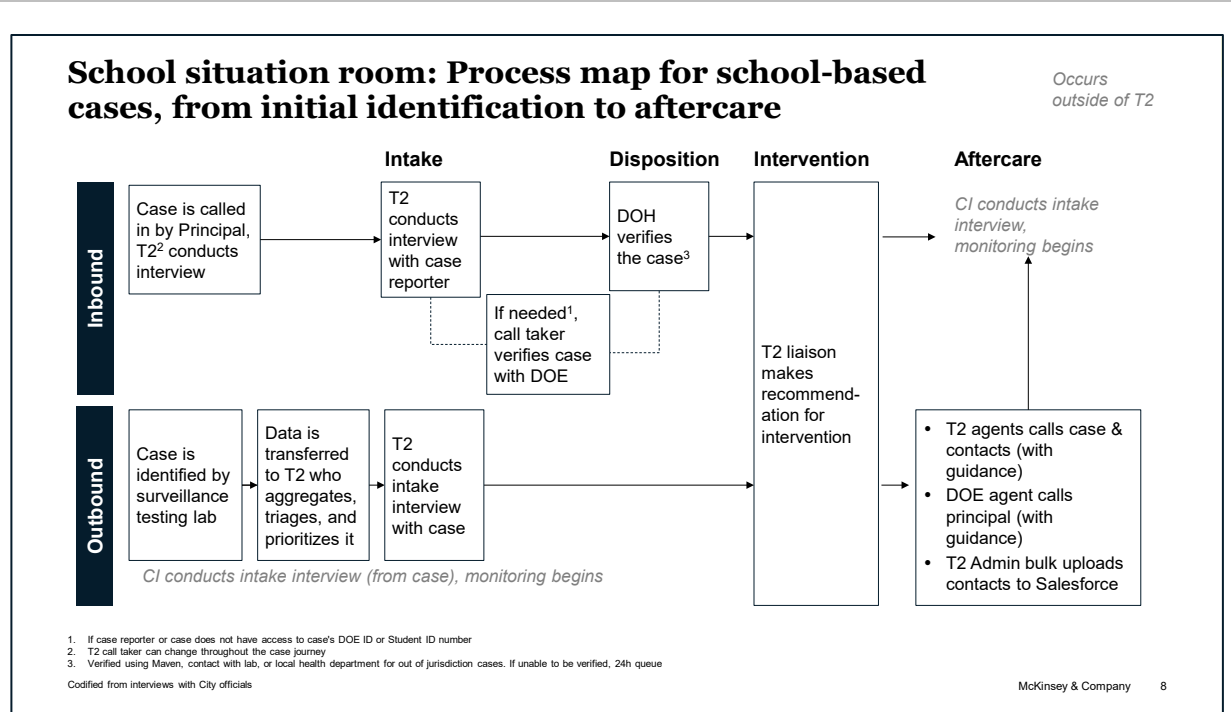 School situation room: Process map for school-based
cases, from initial identification to aftercare
Occurs
outside of T2
Intake
Disposition
Intervention
Aftercare
Inbound
Case is called
in by Principal,
T2² conducts
interview
T2
conducts
interview
with case
reporter
If needed¹,
call taker
verifies case
with DOE
DOH
verifies
the case³
T2 liaison
makes
recommend-
ation for
intervention
CI conducts intake
interview,
monitoring begins
Outbound
Case is
identified by
surveillance
testing lab
Data is
transferred
to T2 who
aggregates,
triages, and
prioritizes it
T2
conducts
intake
interview
with case
• T2 agents calls case &
contacts (with
guidance)
• DOE agent calls
principal (with
guidance)
• T2 Admin bulk uploads
contacts to Salesforce
CI conducts intake interview (from case), monitoring begins
1. If case reporter or case does not have access to case's DOE ID or Student ID number
2. T2 call taker can change throughout the case journey
3. Verified using Maven, contact with lab, or local health department for out of jurisdiction cases. If unable to be verified, 24h queue
Codified from interviews with City officials
McKinsey & Company 8